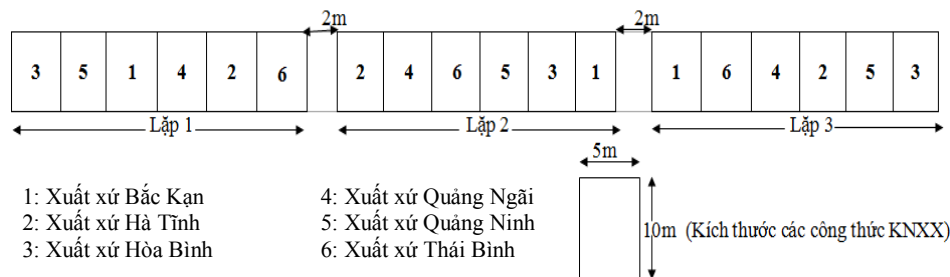 2m 2m
3 5 1 4 2 6 2 4 6 5 3 1 1 6 4 2 5 3
Lặp 1 Lặp 2 Lặp 3
5m
1: Xuất xứ Bắc Kạn 4: Xuất xứ Quảng Ngãi
2: Xuất xứ Hà Tĩnh 5: Xuất xứ Quảng Ninh
10m (Kích thước các công thức KNXX)
3: Xuất xứ Hòa Bình 6: Xuất xứ Thái Bình